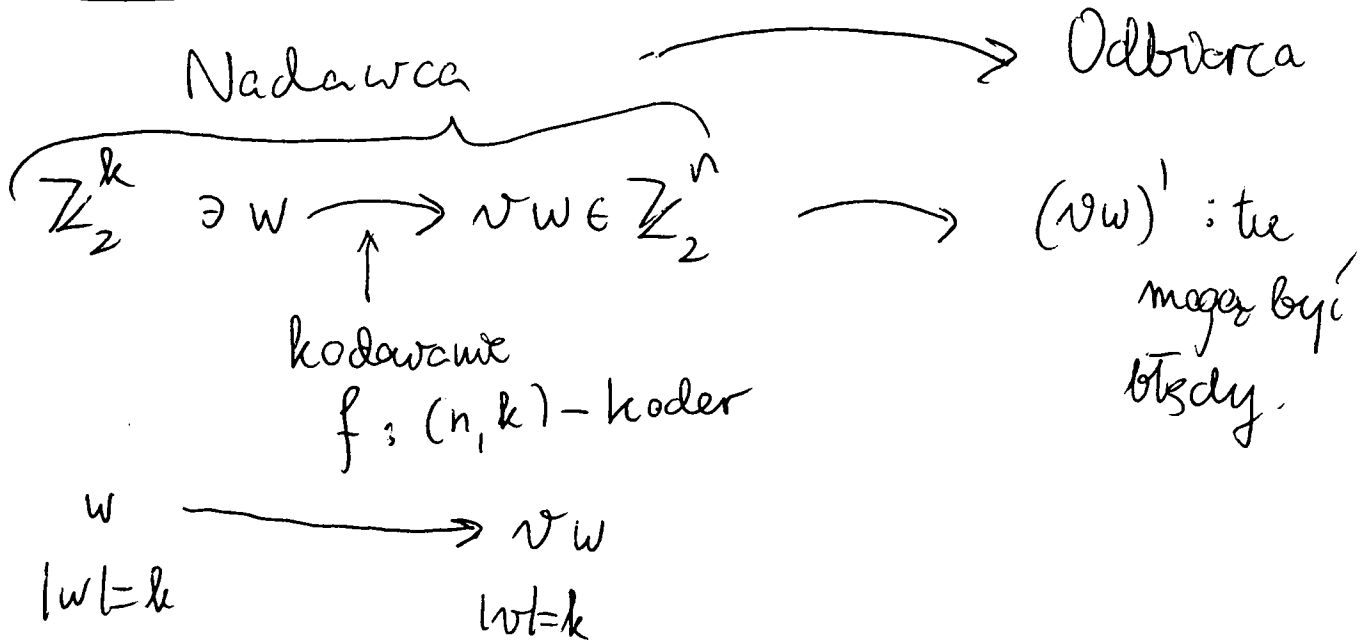 Nadawca → Odbiorca
ℤ₂ᵏ ∋ w → vw ∈ ℤ₂ⁿ → (vw)' : tu
mogą być
błędy.
↑
kodowanie
f : (n, k) - koder
w → vw
|w|=k |v|=k